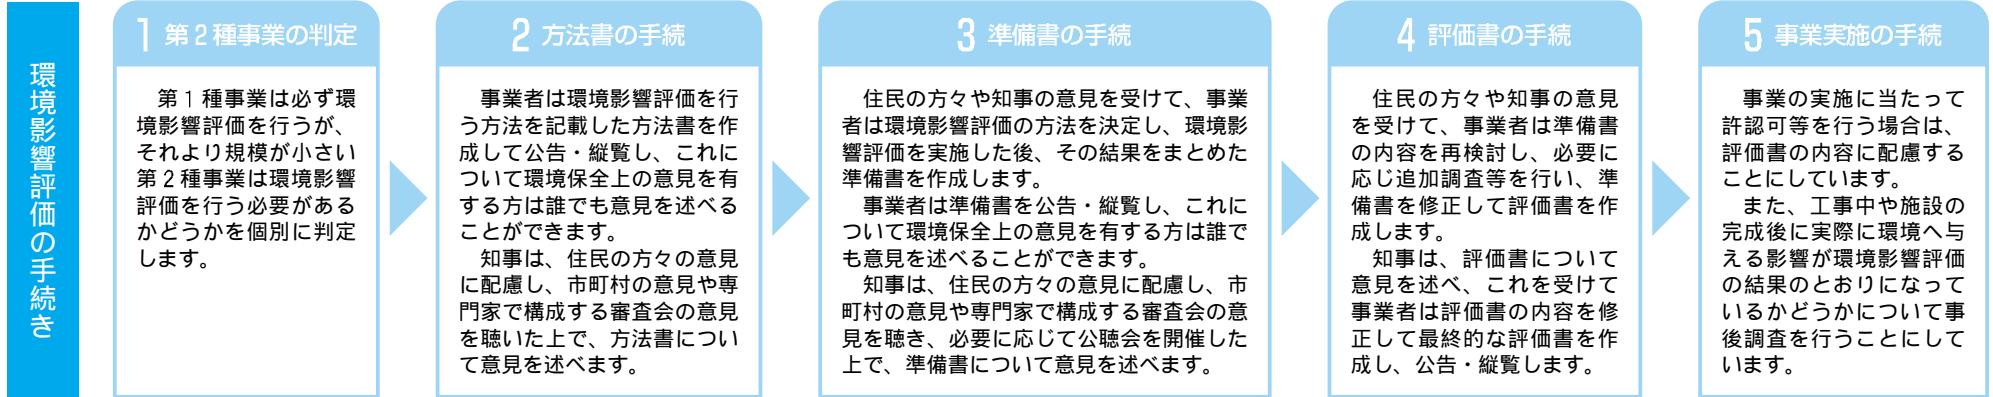 環境影響評価の手続き
1 第2種事業の判定
第1種事業は必ず環
境影響評価を行うが、
それより規模が小さい
第2種事業は環境影響
評価を行う必要がある
かどうかを個別に判定
します。
2 方法書の手続
事業者は環境影響評価を行
う方法を記載した方法書を作
成して公告・縦覧し、これに
ついて環境保全上の意見を有
する方は誰でも意見を述べる
ことができます。
知事は、住民の方々の意見
に配慮し、市町村の意見や専
門家で構成する審査会の意見
を聴いた上で、方法書につい
て意見を述べます。
3 準備書の手続
住民の方々や知事の意見を受けて、事業
者は環境影響評価の方法を決定し、環境影
響評価を実施した後、その結果をまとめた
準備書を作成します。
事業者は準備書を公告・縦覧し、これに
ついて環境保全上の意見を有する方は誰で
も意見を述べることができます。
知事は、住民の方々の意見に配慮し、市
町村の意見や専門家で構成する審査会の意
見を聴き、必要に応じて公聴会を開催した
上で、準備書について意見を述べます。
4 評価書の手続
住民の方々や知事の意見
を受けて、事業者は準備書
の内容を再検討し、必要に
応じ追加調査等を行い、準
備書を修正して評価書を作
成します。
知事は、評価書について
意見を述べ、これを受けて
事業者は評価書の内容を修
正して最終的な評価書を作
成し、公告・縦覧します。
5 事業実施の手続
事業の実施に当たって
許認可等を行う場合は、
評価書の内容に配慮する
ことにしています。
また、工事中や施設の
完成後に実際に環境へ与
える影響が環境影響評価
の結果のとおりになって
いるかどうかについて事
後調査を行うことにして
います。